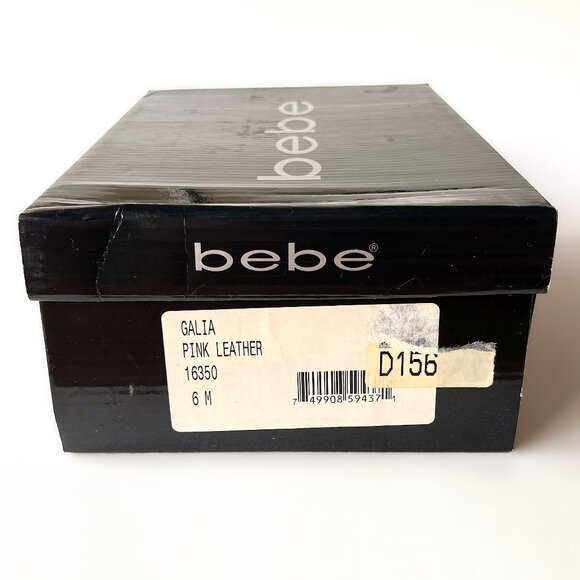 bebe
bebe®
GALIA
PINK LEATHER
16350
6 M
D156
7 49908 59437 1